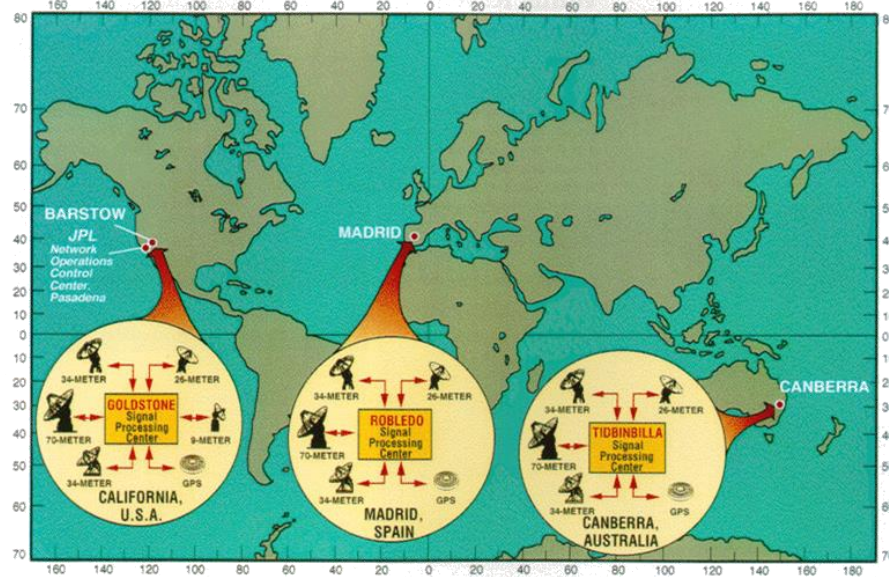 160 120 100 80 60 40 20 0 20 40 60 80 100 120 140 160 180
80
70
60
50
40
30
20
10
0
10
20
30
40
50
60
70
BARSTOW
JPL
Network
Operations
Control
Center,
Pasadena
MADRID
CANBERRA
34-METER
26-METER
GOLDSTONE
Signal
Processing
Center
70-METER
9-METER
34-METER
GPS
CALIFORNIA,
U.S.A.
34-METER
26-METER
ROBLEDO
Signal
Processing
Center
70-METER
34-METER
GPS
MADRID,
SPAIN
34-METER
26-METER
TIDBINBILLA
Signal
Processing
Center
70-METER
34-METER
GPS
CANBERRA,
AUSTRALIA
160 140 120 100 80 60 40 20 0 20 40 60 80 100 120 140 160 180